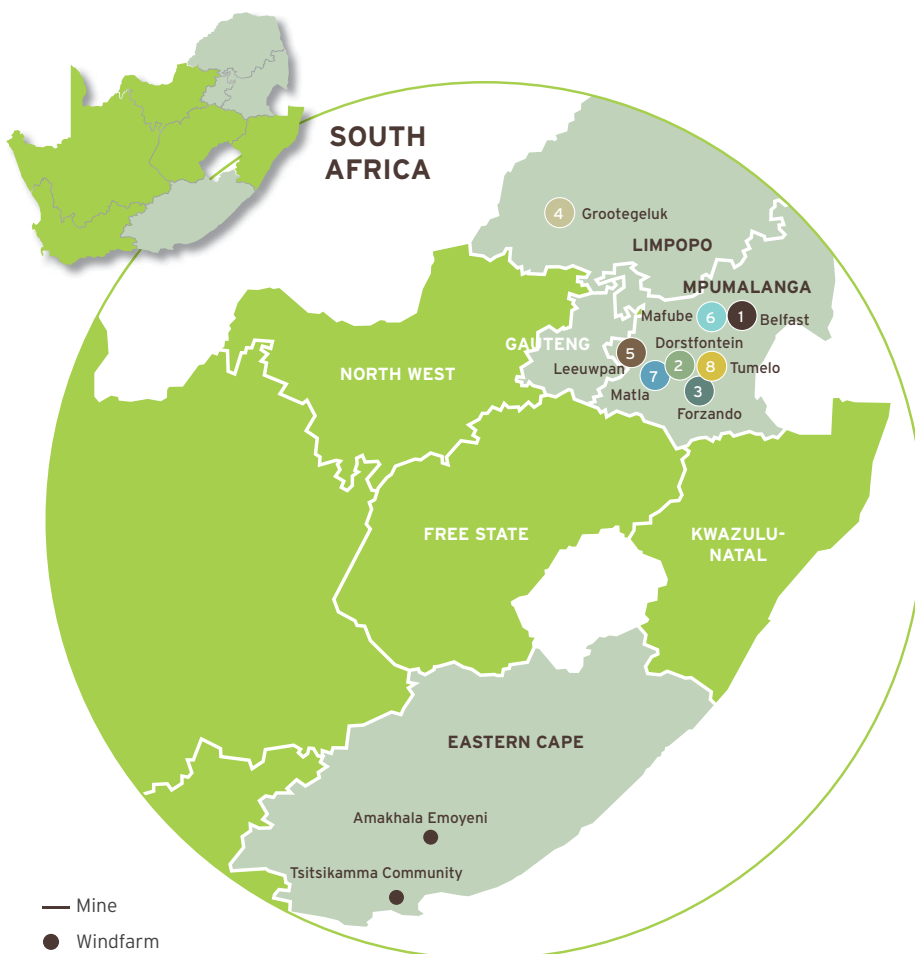 SOUTH
AFRICA
4
Grootegeluk
LIMPOPO
MPUMALANGA
Mafube
6
1
Belfast
GAUTENG
Dorstfontein
5
Leeuwpan
2
8
Tumelo
7
Matla
3
Forzando
NORTH WEST
FREE STATE
KWAZULU-
NATAL
EASTERN CAPE
Amakhala Emoyeni
Tsitsikamma Community
Mine
Windfarm